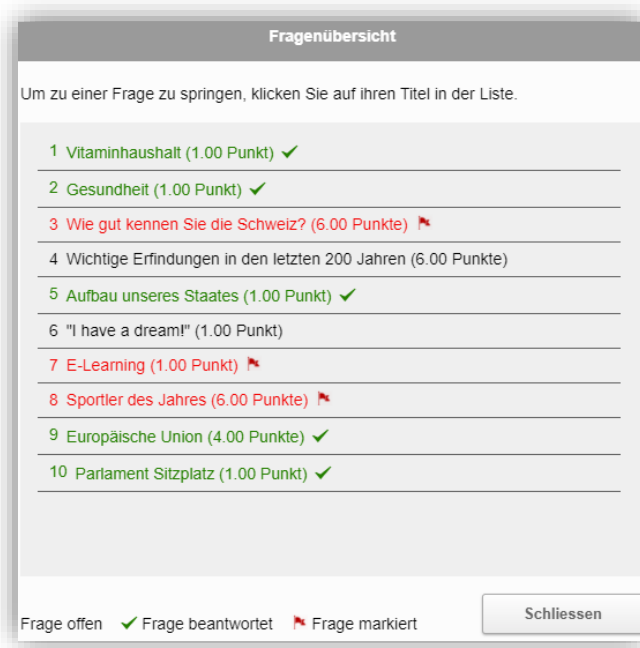 Fragenübersicht
Um zu einer Frage zu springen, klicken Sie auf ihren Titel in der Liste.
1 Vitaminhaushalt (1.00 Punkt)
2 Gesundheit (1.00 Punkt)
3 Wie gut kennen Sie die Schweiz? (6.00 Punkte)
4 Wichtige Erfindungen in den letzten 200 Jahren (6.00 Punkte)
5 Aufbau unseres Staates (1.00 Punkt)
6 "I have a dream!" (1.00 Punkt)
7 E-Learning (1.00 Punkt)
8 Sportler des Jahres (6.00 Punkte)
9 Europäische Union (4.00 Punkte)
10 Parlament Sitzplatz (1.00 Punkt)
Frage offen Frage beantwortet Frage markiert Schliessen